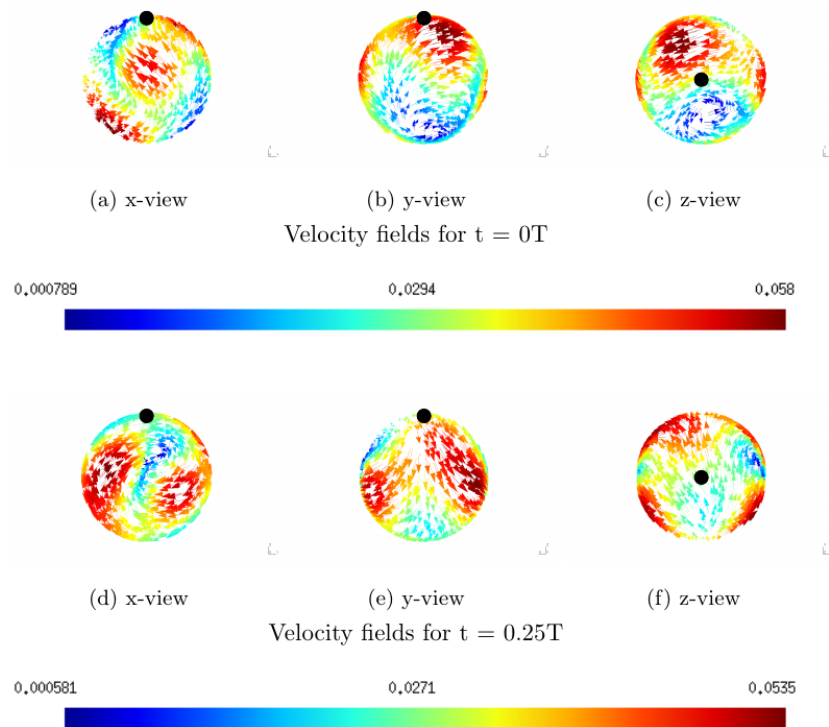 (a) x-view (b) y-view (c) z-view
Velocity fields for t = 0T
0.000789 0.0294 0.058
(d) x-view (e) y-view (f) z-view
Velocity fields for t = 0.25T
0.000581 0.0271 0.0535